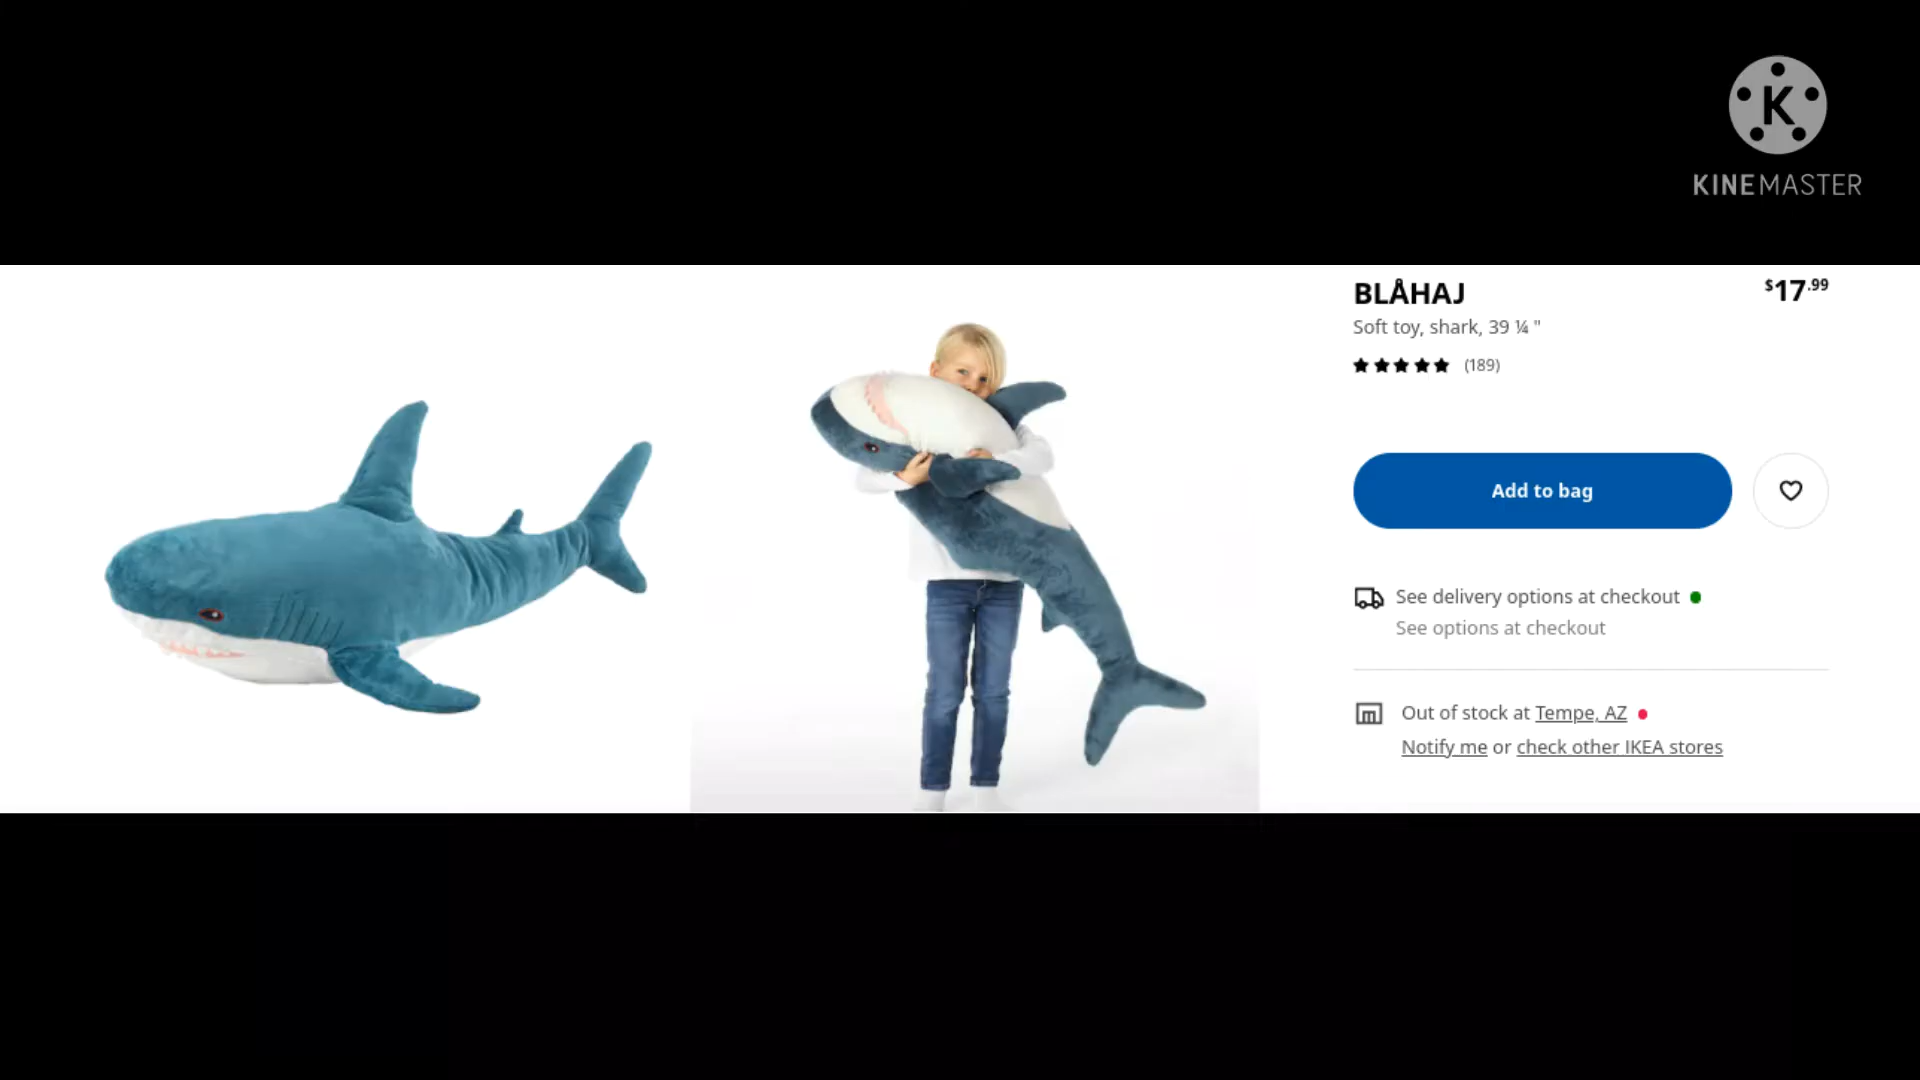 K
KINEMASTER
BLÅHAJ
$17.99
Soft toy, shark, 39 ¼ "
(189)
Add to bag
See delivery options at checkout
See options at checkout
Out of stock at Tempe, AZ
Notify me or check other IKEA stores